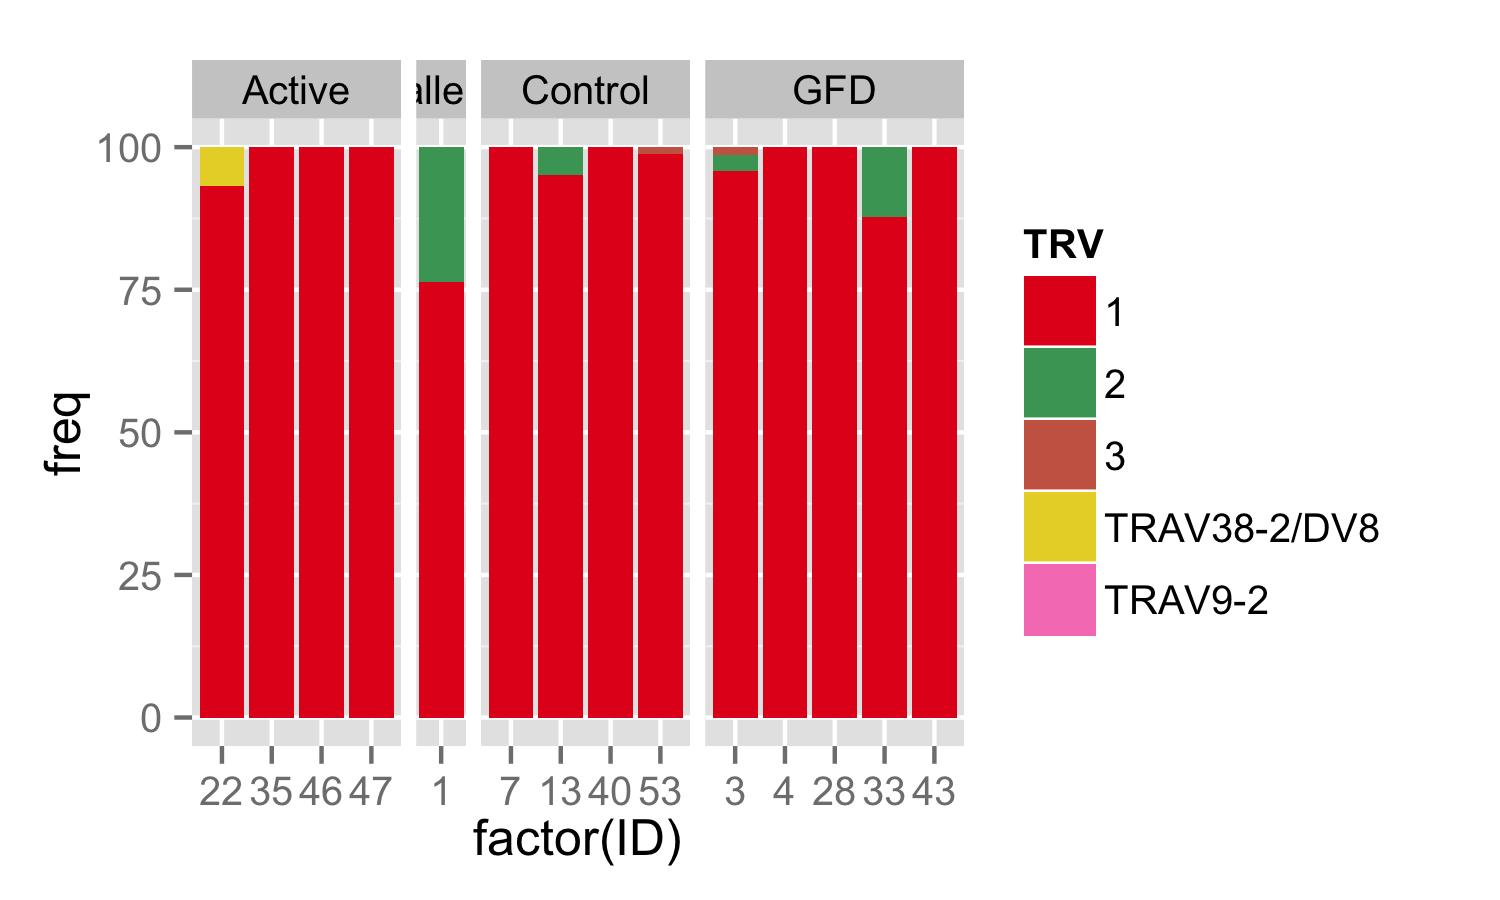 Active
alle
Control
GFD
100
75
50
25
0
freq
22 35 46 47
1
7 13 40 53
3 4 28 33 43
factor(ID)
TRV
1
2
3
TRAV38-2/DV8
TRAV9-2